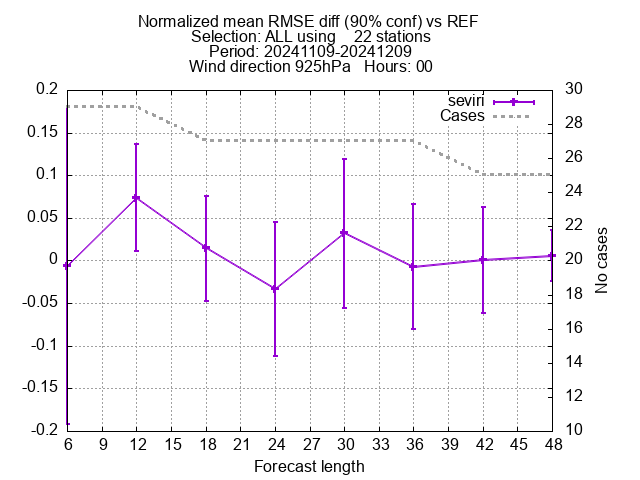 Normalized mean RMSE diff (90% conf) vs REF
Selection: ALL using    22 stations
Period: 20241109-20241209
Wind direction 925hPa   Hours: 00
seviri
Cases
0.2
0.15
0.1
0.05
0
-0.05
-0.1
-0.15
-0.2
30
28
26
24
22
20
18
16
14
12
10
No cases
6 9 12 15 18 21 24 27 30 33 36 39 42 45 48
Forecast length